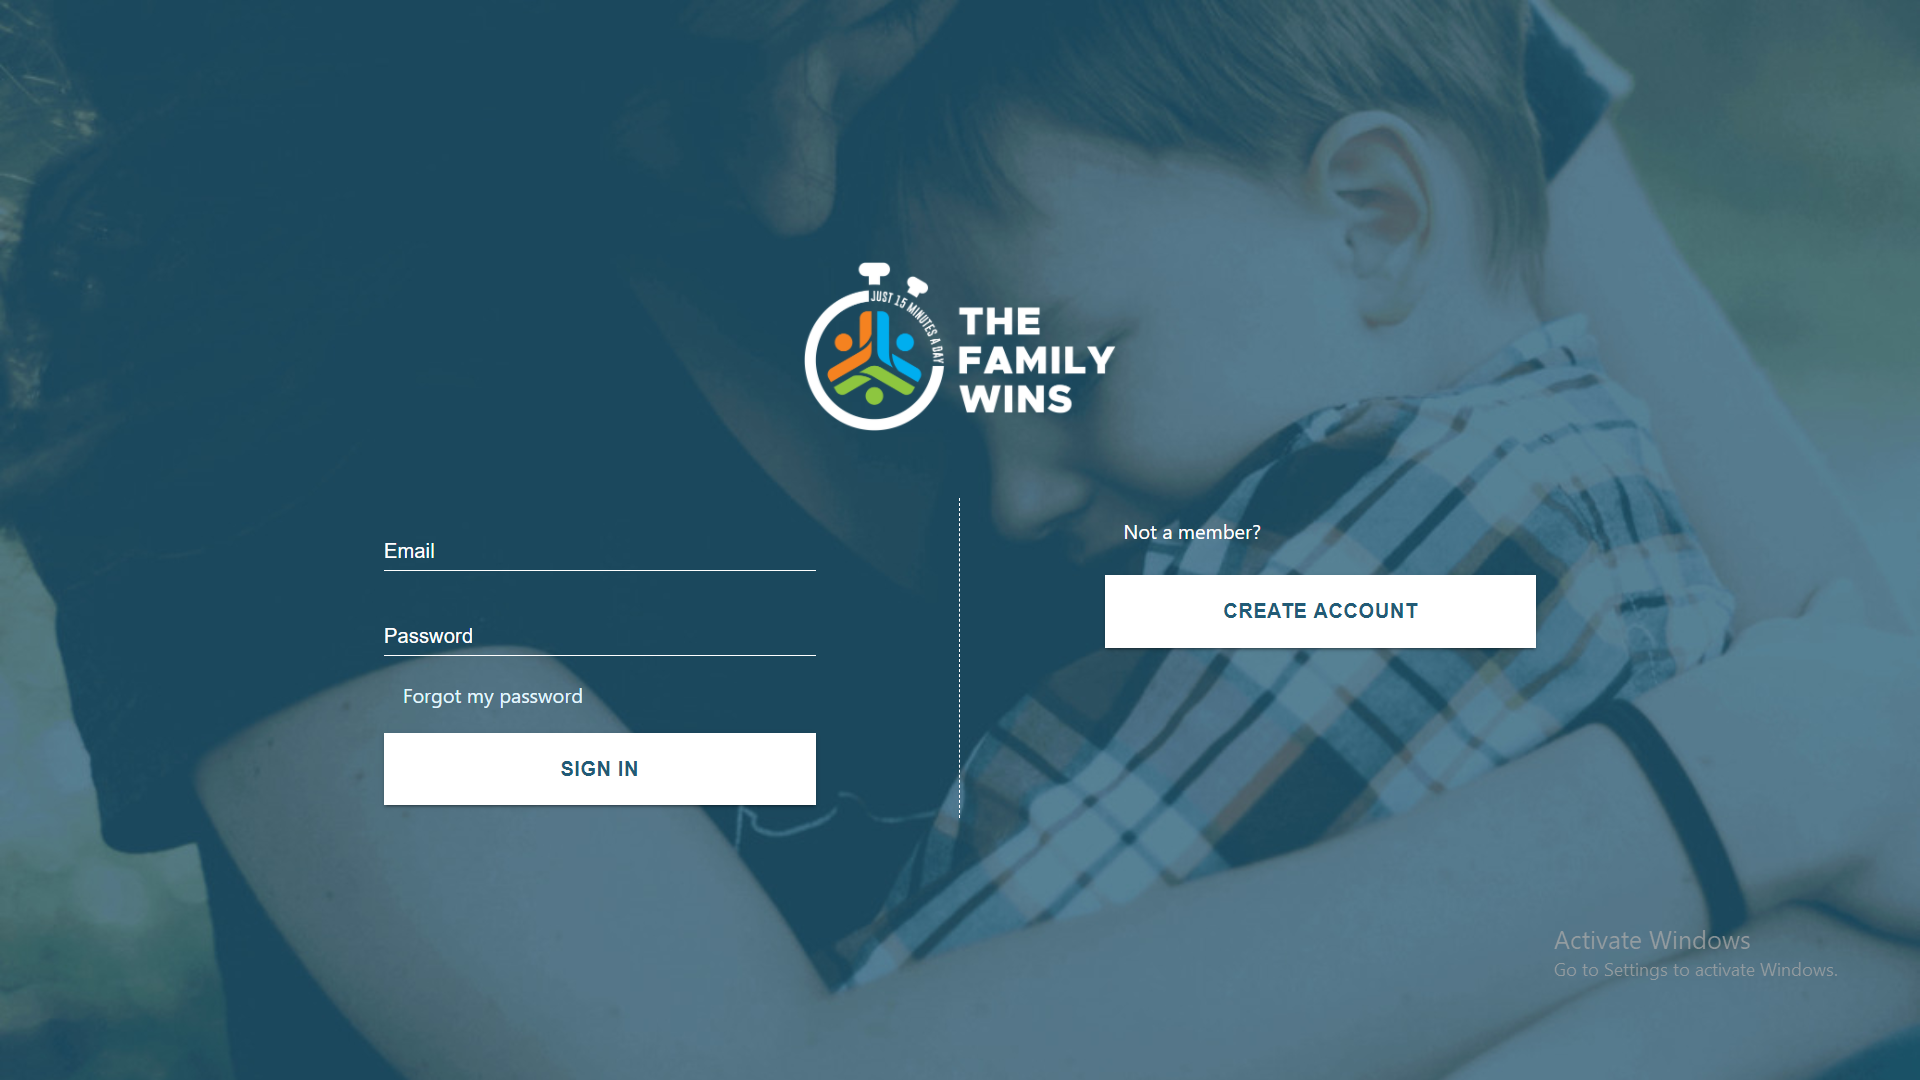 JUST 15 MINUTES A DAY
THE
FAMILY
WINS
Email
Password
Forgot my password
SIGN IN
Not a member?
CREATE ACCOUNT
Activate Windows
Go to Settings to activate Windows.